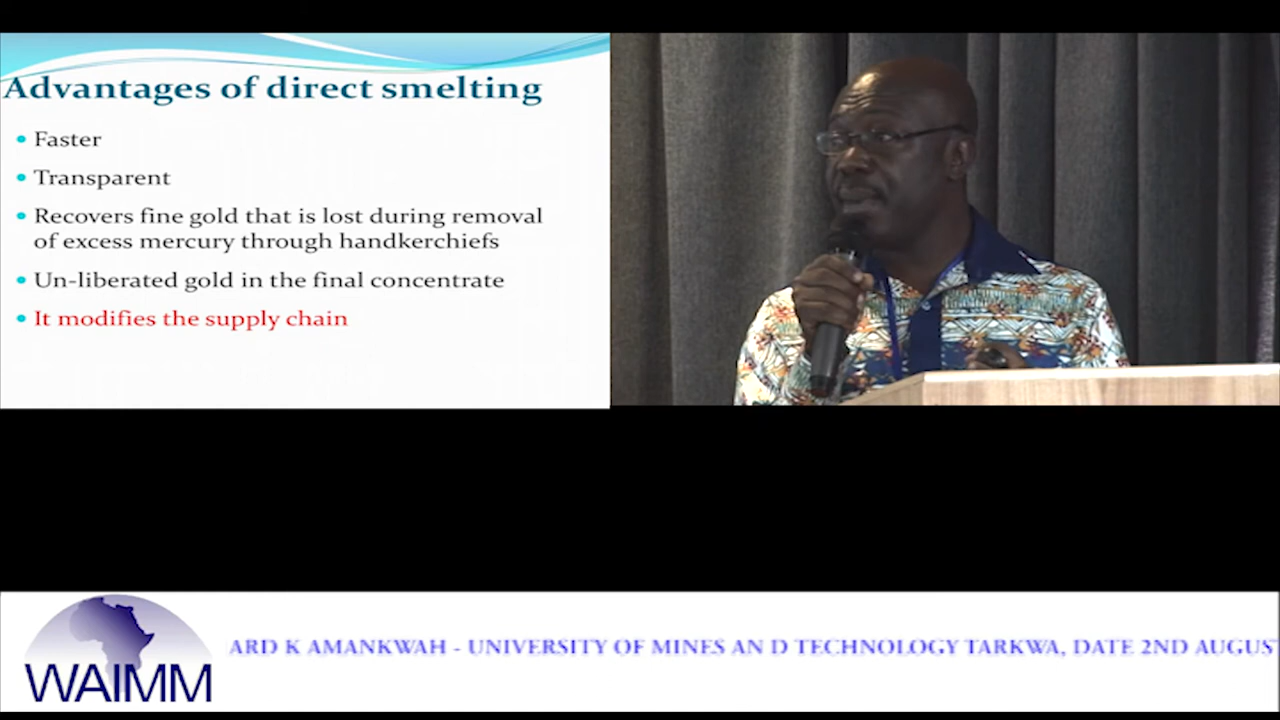 Advantages of direct smelting
Faster
Transparent
Recovers fine gold that is lost during removal
of excess mercury through handkerchiefs
Un-liberated gold in the final concentrate
It modifies the supply chain
WAIMM
ARD K AMANKWAH - UNIVERSITY OF MINES AN D TECHNOLOGY TARKWA, DATE 2ND AUGUS